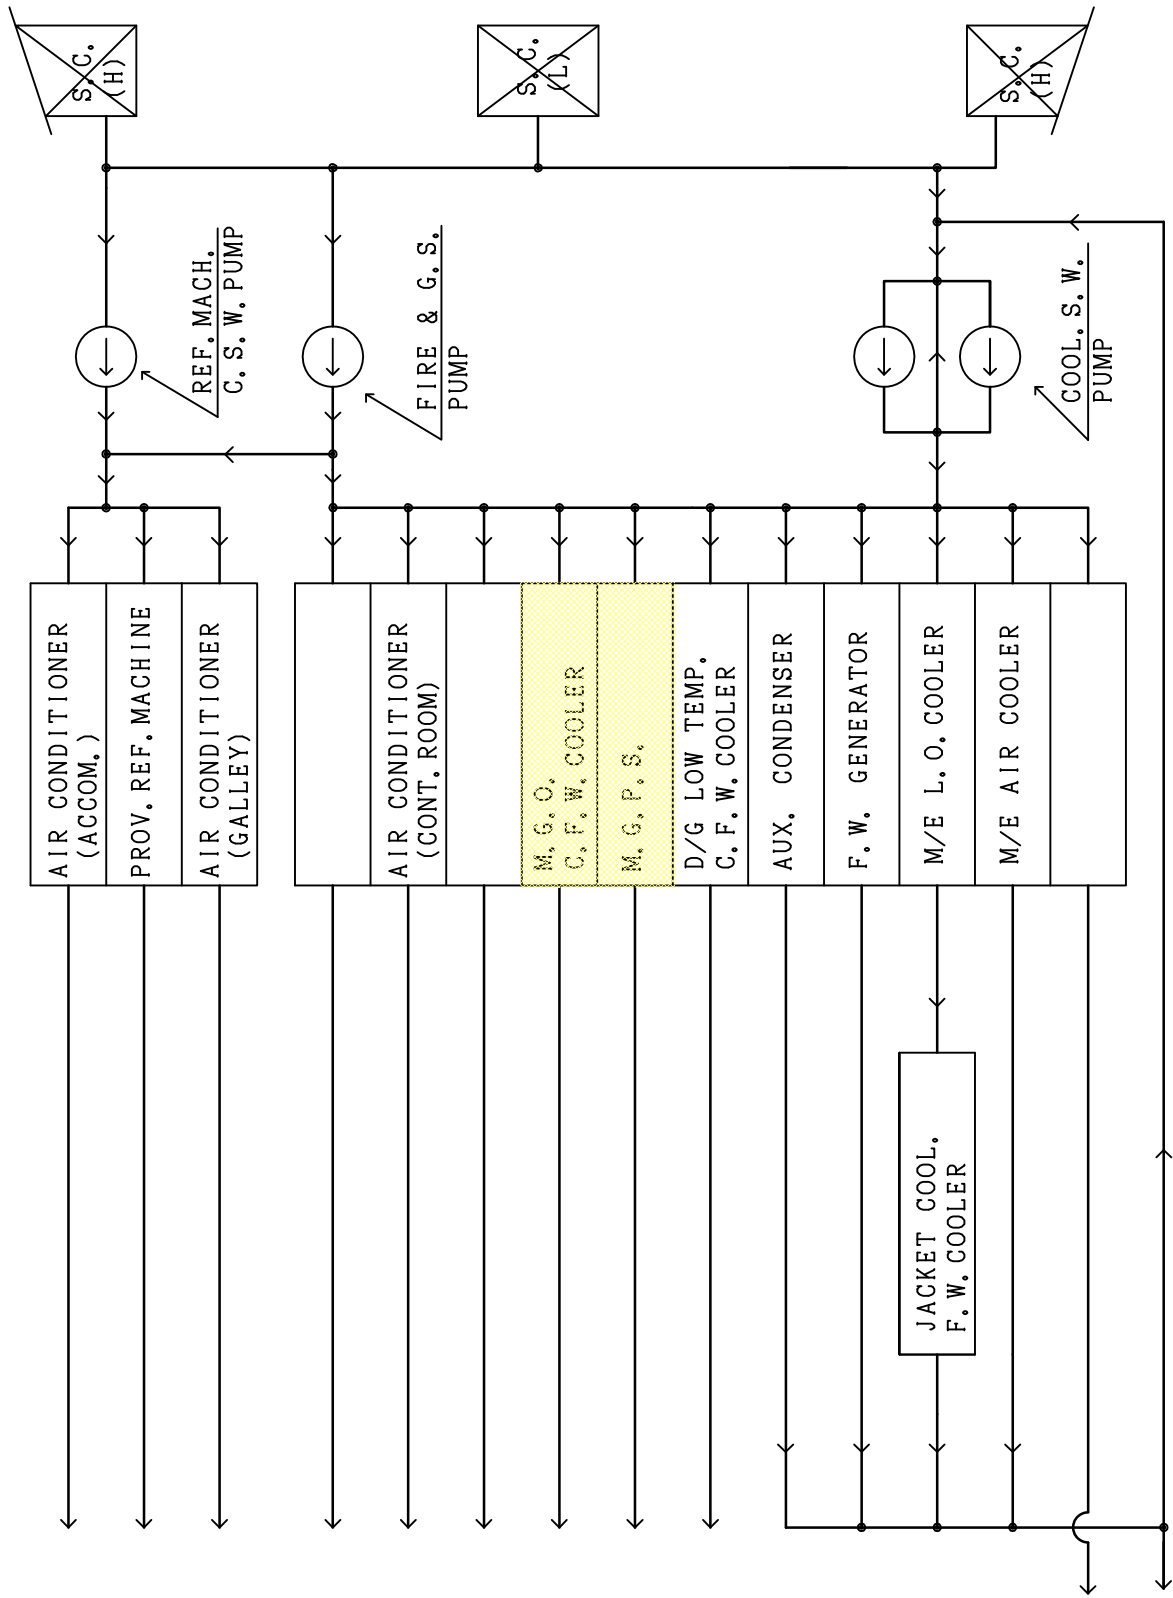 S.C.
(H)
S.C.
(L)
S.C.
(H)
REF.MACH.
C.S.W.PUMP
FIRE & G.S.
PUMP
COOL.S.W.
PUMP
AIR CONDITIONER
(ACCOM.)
PROV.REF.MACHINE
AIR CONDITIONER
(GALLEY)
AIR CONDITIONER
(CONT.ROOM)
M.G.O.
C.F.W.COOLER
M.G.P.S.
D/G LOW TEMP.
C.F.W.COOLER
AUX. CONDENSER
F.W. GENERATOR
M/E L.O.COOLER
M/E AIR COOLER
JACKET COOL.
F.W.COOLER